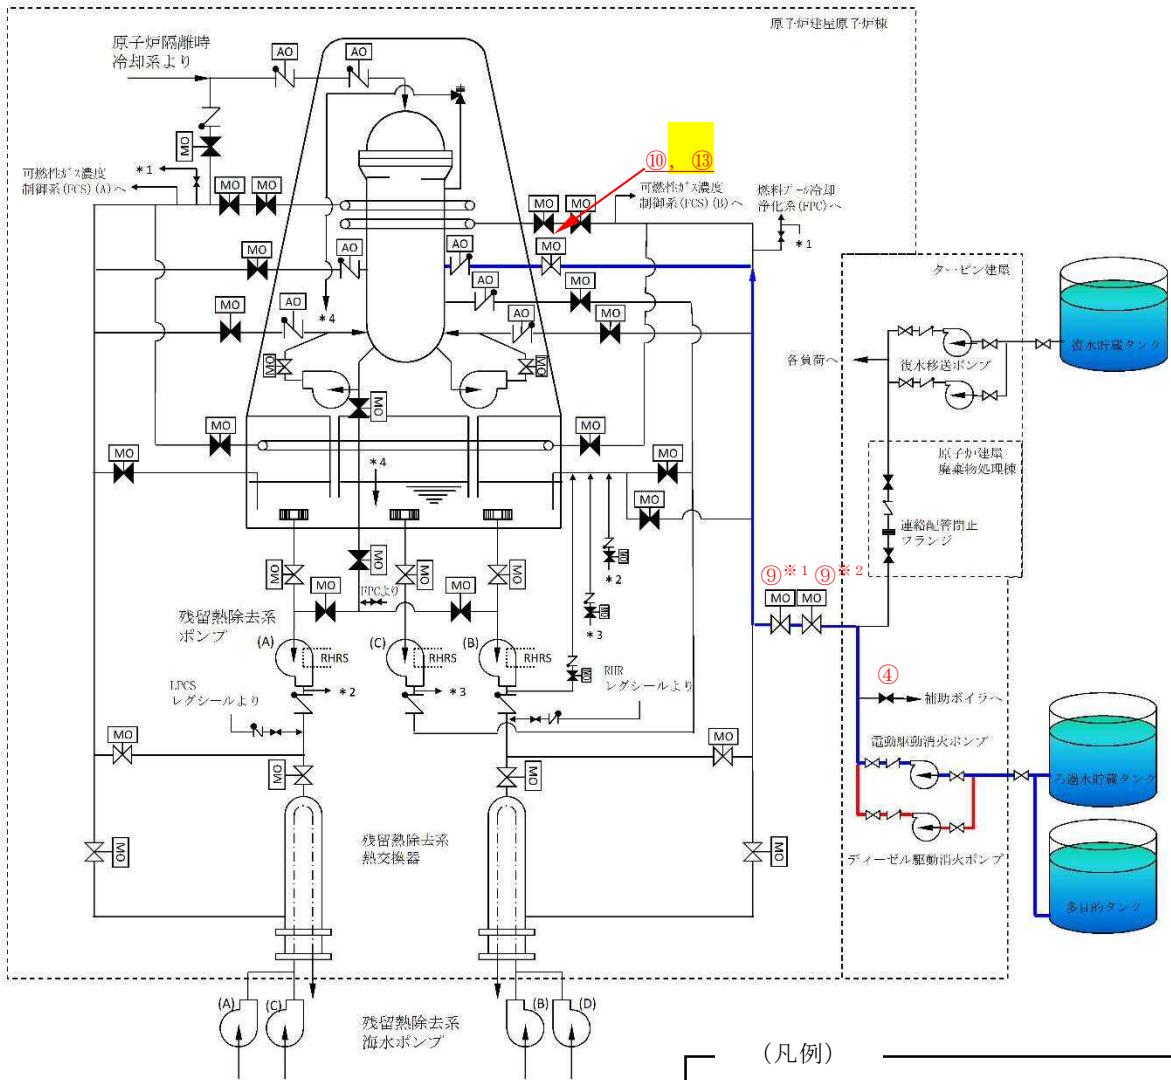 原子炉建屋原子炉棟
原子炉隔離時
冷却系より
AO
AO
MO
*1
可燃性ガス濃度
制御系(FCS)(A)へ
MO
MO
⑩, ⑬
可燃性ガス濃度
制御系(FCS)(B)へ
燃料プール冷却
浄化系(FPC)へ
*1
MO
MO
MO
AO
AO
MO
タービン建屋
AO
MO
MO
AO
*4
AO
MO
復水貯蔵タンク
各負荷へ
復水移送ポンプ
MO
MO
MO
MO
MO
原子炉建屋
廃棄物処理棟
MO
*4
MO
MO
連絡配管閉止
フランジ
MO
MO
MO
MO
MO
*2
⑨※1
⑨※2
MO
FPCより
MO
MO
*3
MO
MO
残留熱除去系
ポンプ
(A)
RHRS
(C)
RHRS
(B)
RHRS
MO
LPCS
レグシールより
*2
*3
RHR
レグシールより
④
補助ボイラへ
MO
MO
電動駆動消火ポンプ
MO
MO
ろ過水貯蔵タンク
MO
残留熱除去系
熱交換器
MO
ディーゼル駆動消火ポンプ
多目的タンク
(A)
(C)
(B)
(D)
残留熱除去系
海水ポンプ
(凡例)